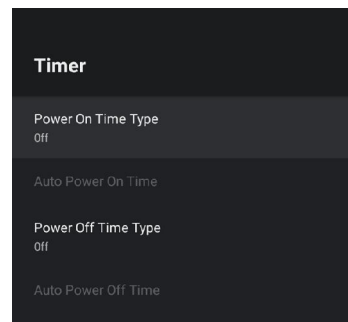 Timer
Power On Time Type
Off
Auto Power On Time
Power Off Time Type
Off
Auto Power Off Time